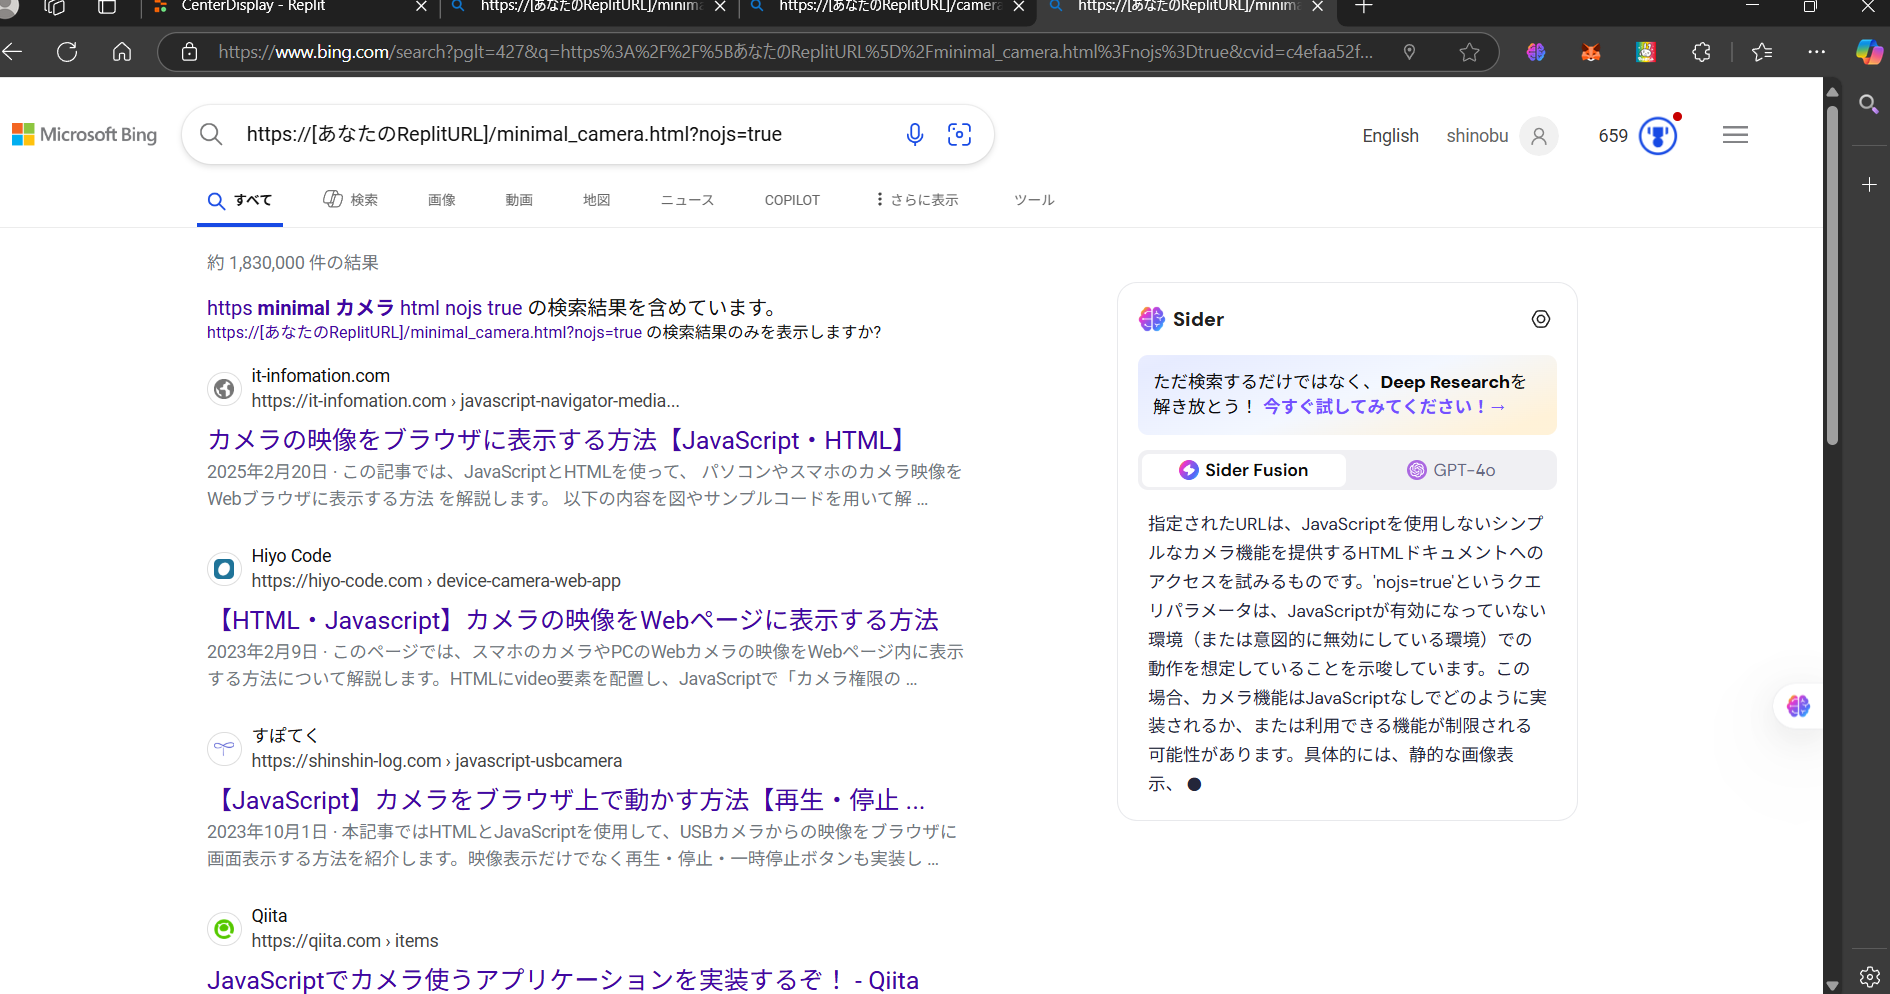 CenterDisplay - Replit
https://[あなたのReplitURL]/minima
https://[あなたのReplitURL]/camera
https://[あなたのReplitURL]/minima
https://www.bing.com/search?pglt=427&q=https%3A%2F%2F%5BあなたのReplitURL%5D%2Fminimal_camera.html%3Fnojs%3Dtrue&cvid=c4efaa52f...
Microsoft Bing
https://[あなたのReplitURL]/minimal_camera.html?nojs=true
English
shinobu
659
すべて
検索
画像
動画
地図
ニュース
COPILOT
さらに表示
ツール
約 1,830,000 件の結果
https minimal カメラ html nojs true の検索結果を含めています。
https://[あなたのReplitURL]/minimal_camera.html?nojs=true の検索結果のみを表示しますか?
it-infomation.com
https://it-infomation.com › javascript-navigator-media...
カメラの映像をブラウザに表示する方法【JavaScript・HTML】
2025年2月20日 · この記事では、JavaScriptとHTMLを使って、 パソコンやスマホのカメラ映像を
Webブラウザに表示する方法 を解説します。 以下の内容を図やサンプルコードを用いて解 ...
Hiyo Code
https://hiyo-code.com › device-camera-web-app
【HTML・Javascript】カメラの映像をWebページに表示する方法
2023年2月9日 · このページでは、スマホのカメラやPCのWebカメラの映像をWebページ内に表示
する方法について解説します。HTMLにvideo要素を配置し、JavaScriptで「カメラ権限の ...
すぽてく
https://shinshin-log.com › javascript-usbcamera
【JavaScript】カメラをブラウザ上で動かす方法【再生・停止 ...
2023年10月1日 · 本記事ではHTMLとJavaScriptを使用して、USBカメラからの映像をブラウザに
画面表示する方法を紹介します。映像表示だけでなく再生・停止・一時停止ボタンも実装し ...
Qiita
https://qiita.com › items
JavaScriptでカメラ使うアプリケーションを実装するぞ！ - Qiita
Sider
ただ検索するだけではなく、Deep Researchを
解き放とう！ 今すぐ試してみてください！→
Sider Fusion
GPT-4o
指定されたURLは、JavaScriptを使用しないシンプ
ルなカメラ機能を提供するHTMLドキュメントへの
アクセスを試みるものです。'nojs=true'というクエ
リパラメータは、JavaScriptが有効になっていない
環境（または意図的に無効にしている環境）での
動作を想定していることを示唆しています。この
場合、カメラ機能はJavaScriptなしでどのように実
装されるか、または利用できる機能が制限される
可能性があります。具体的には、静的な画像表
示、 ●